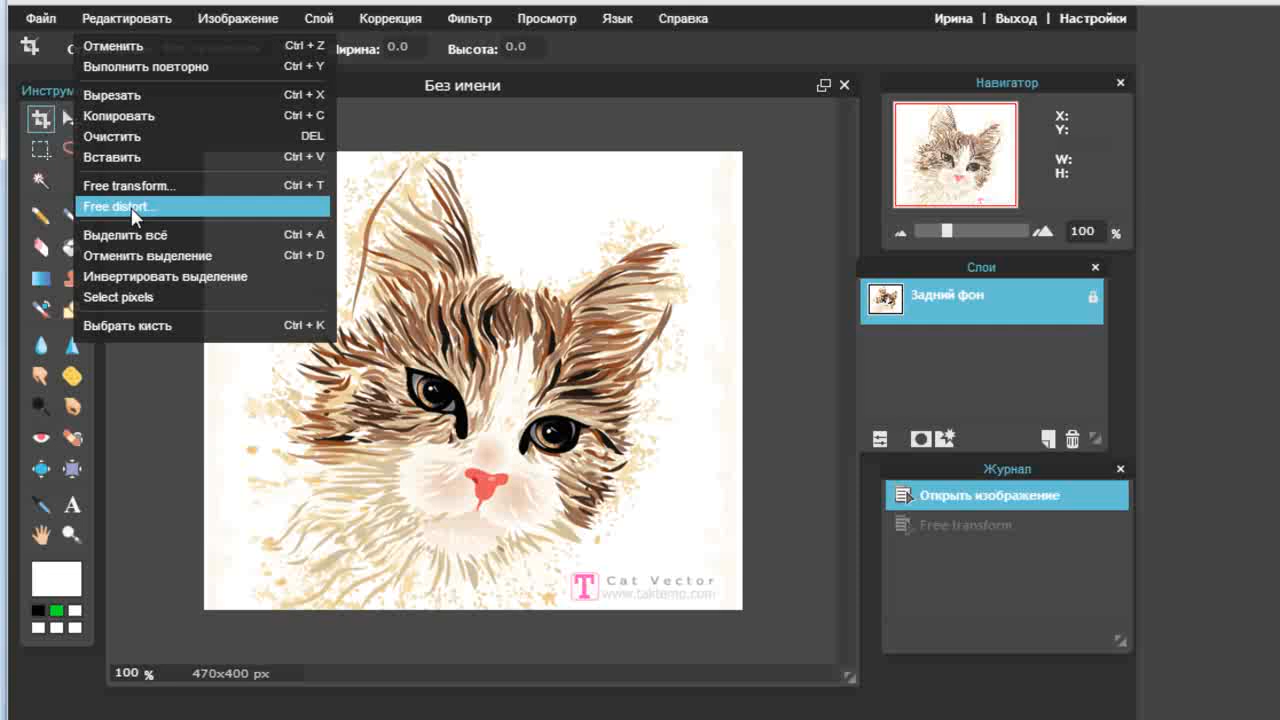 Файл Редактировать Изображение Слой Коррекция Фильтр Просмотр Язык Справка Ирина | Выход | Настройки
0.0 Высота: 0.0
Без имени
Отменить Ctrl + Z
Выполнить повторно Ctrl + Y
Вырезать Ctrl + X
Копировать Ctrl + C
Очистить DEL
Вставить Ctrl + V
Free transform... Ctrl + T
Free distort...
Выделить всё Ctrl + A
Отменить выделение Ctrl + D
Инвертировать выделение
Select pixels
Выбрать кисть Ctrl + K
T Cat Vector
www.taktemp.com
100 % 470x400 px
Навигатор
X:
Y:
W:
H:
100 %
Слои
Задний фон
Журнал
Открыть изображение
Free transform